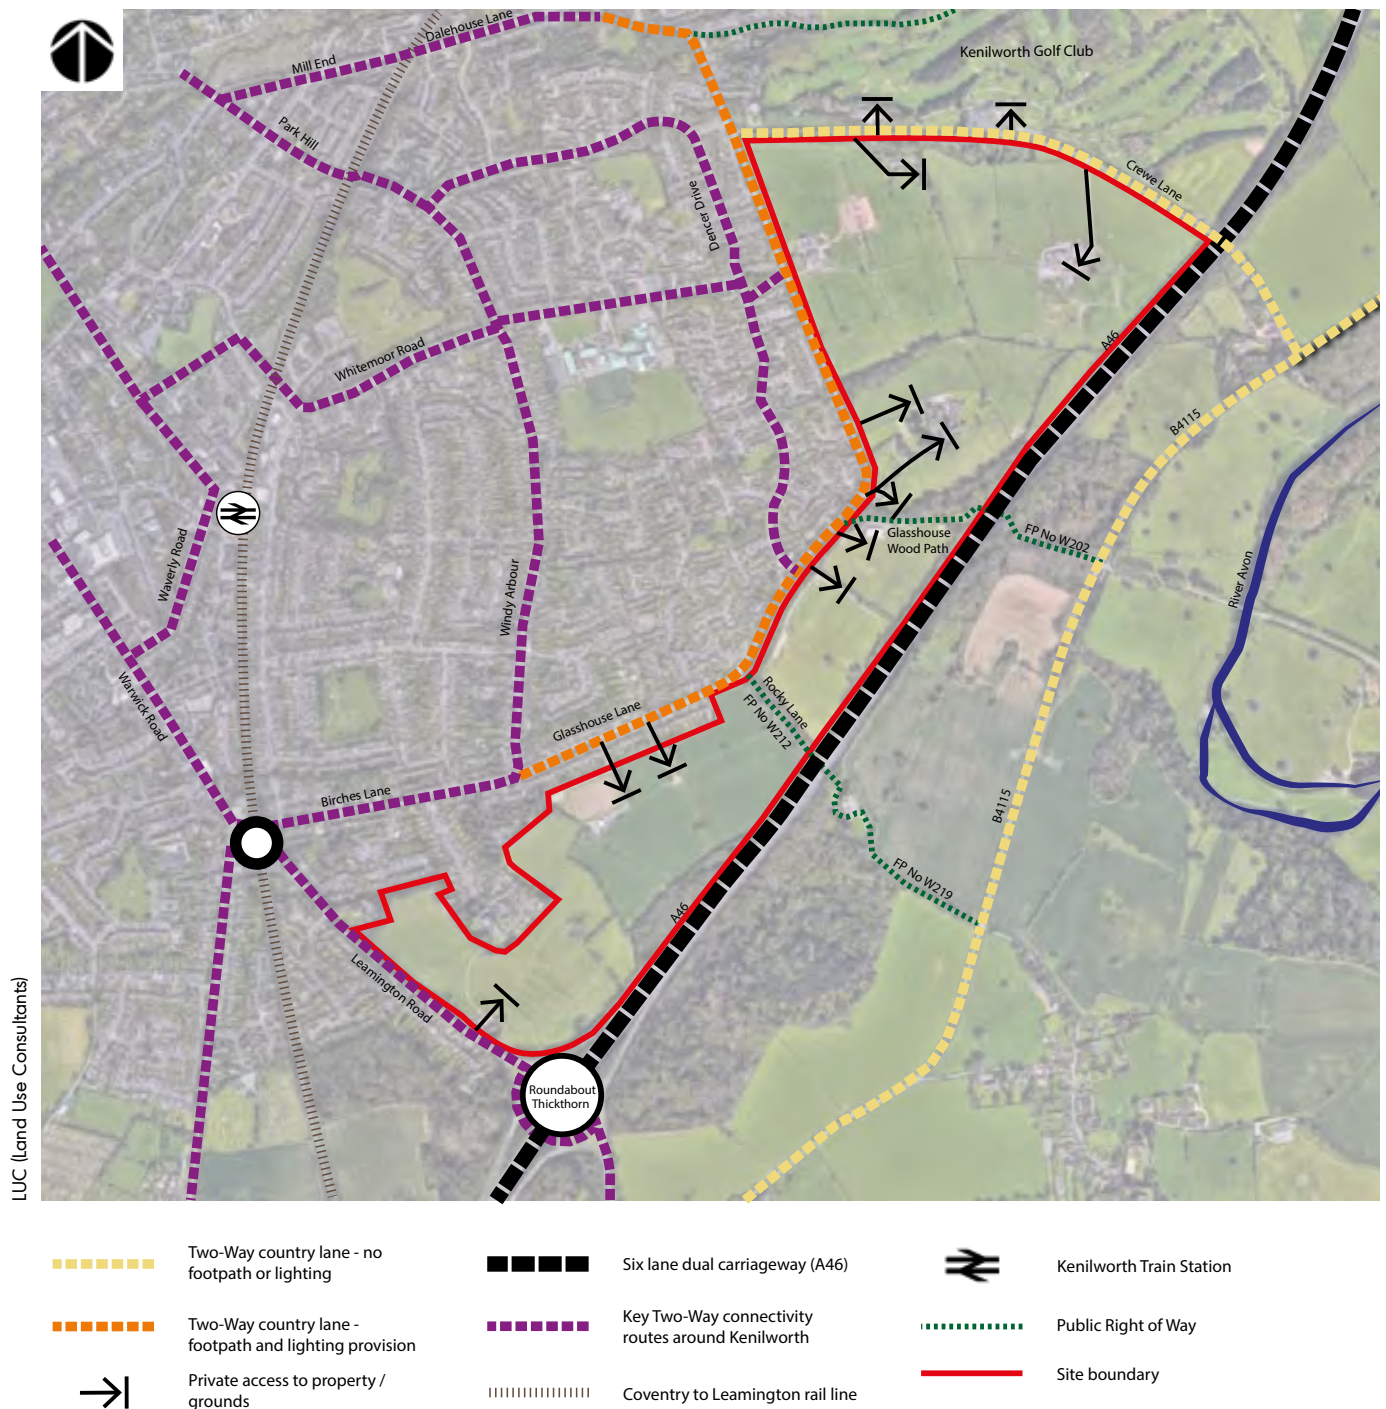 Dalehouse Lane
Mill End
Kenilworth Golf Club
Park Hill
Crewe Lane
Dencer Drive
A46
Whitemoor Road
B4115
Glasshouse
Wood Path
FP No W202
Waverly Road
Windy Arbour
River Avon
Warwick Road
Rocky Lane
FP No W212
Glasshouse Lane
Birches Lane
B4115
FP No W219
A46
Leamington Road
Roundabout
Thickthorn
LUC (Land Use Consultants)
Two-Way country lane - no
footpath or lighting
Six lane dual carriageway (A46)
Kenilworth Train Station
Two-Way country lane -
footpath and lighting provision
Key Two-Way connectivity
routes around Kenilworth
Public Right of Way
Private access to property /
grounds
Coventry to Leamington rail line
Site boundary